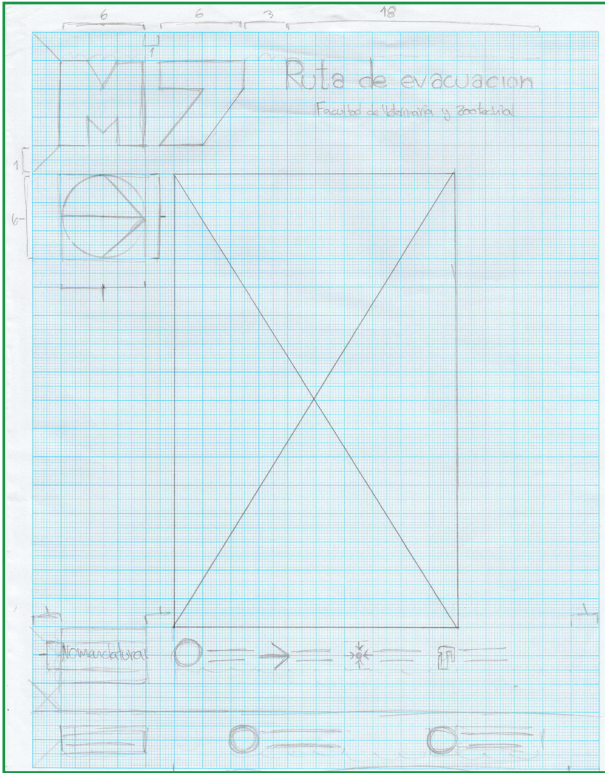 6 6 3 18
M Z
Ruta de evacuacion
M
Facultad de Veterinaria y Zootecnia
1
6
Nomenclatura